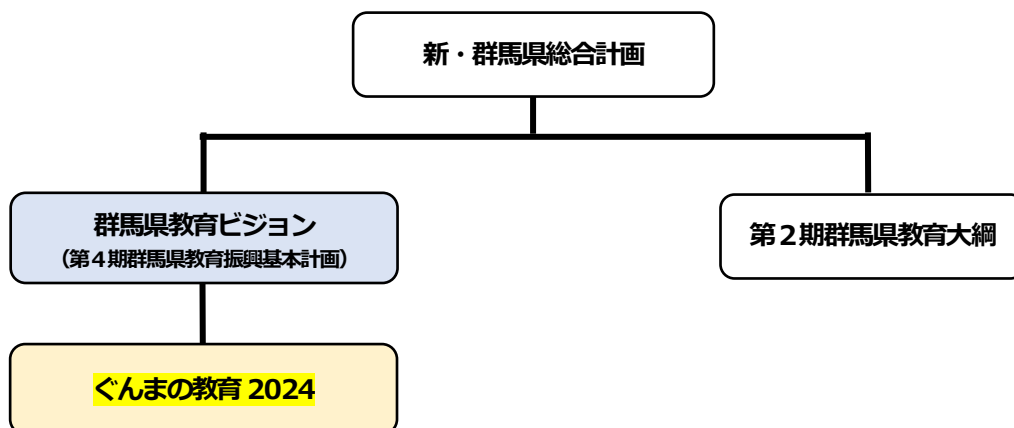 新・群馬県総合計画
群馬県教育ビジョン
（第４期群馬県教育振興基本計画）
第２期群馬県教育大綱
ぐんまの教育 2024